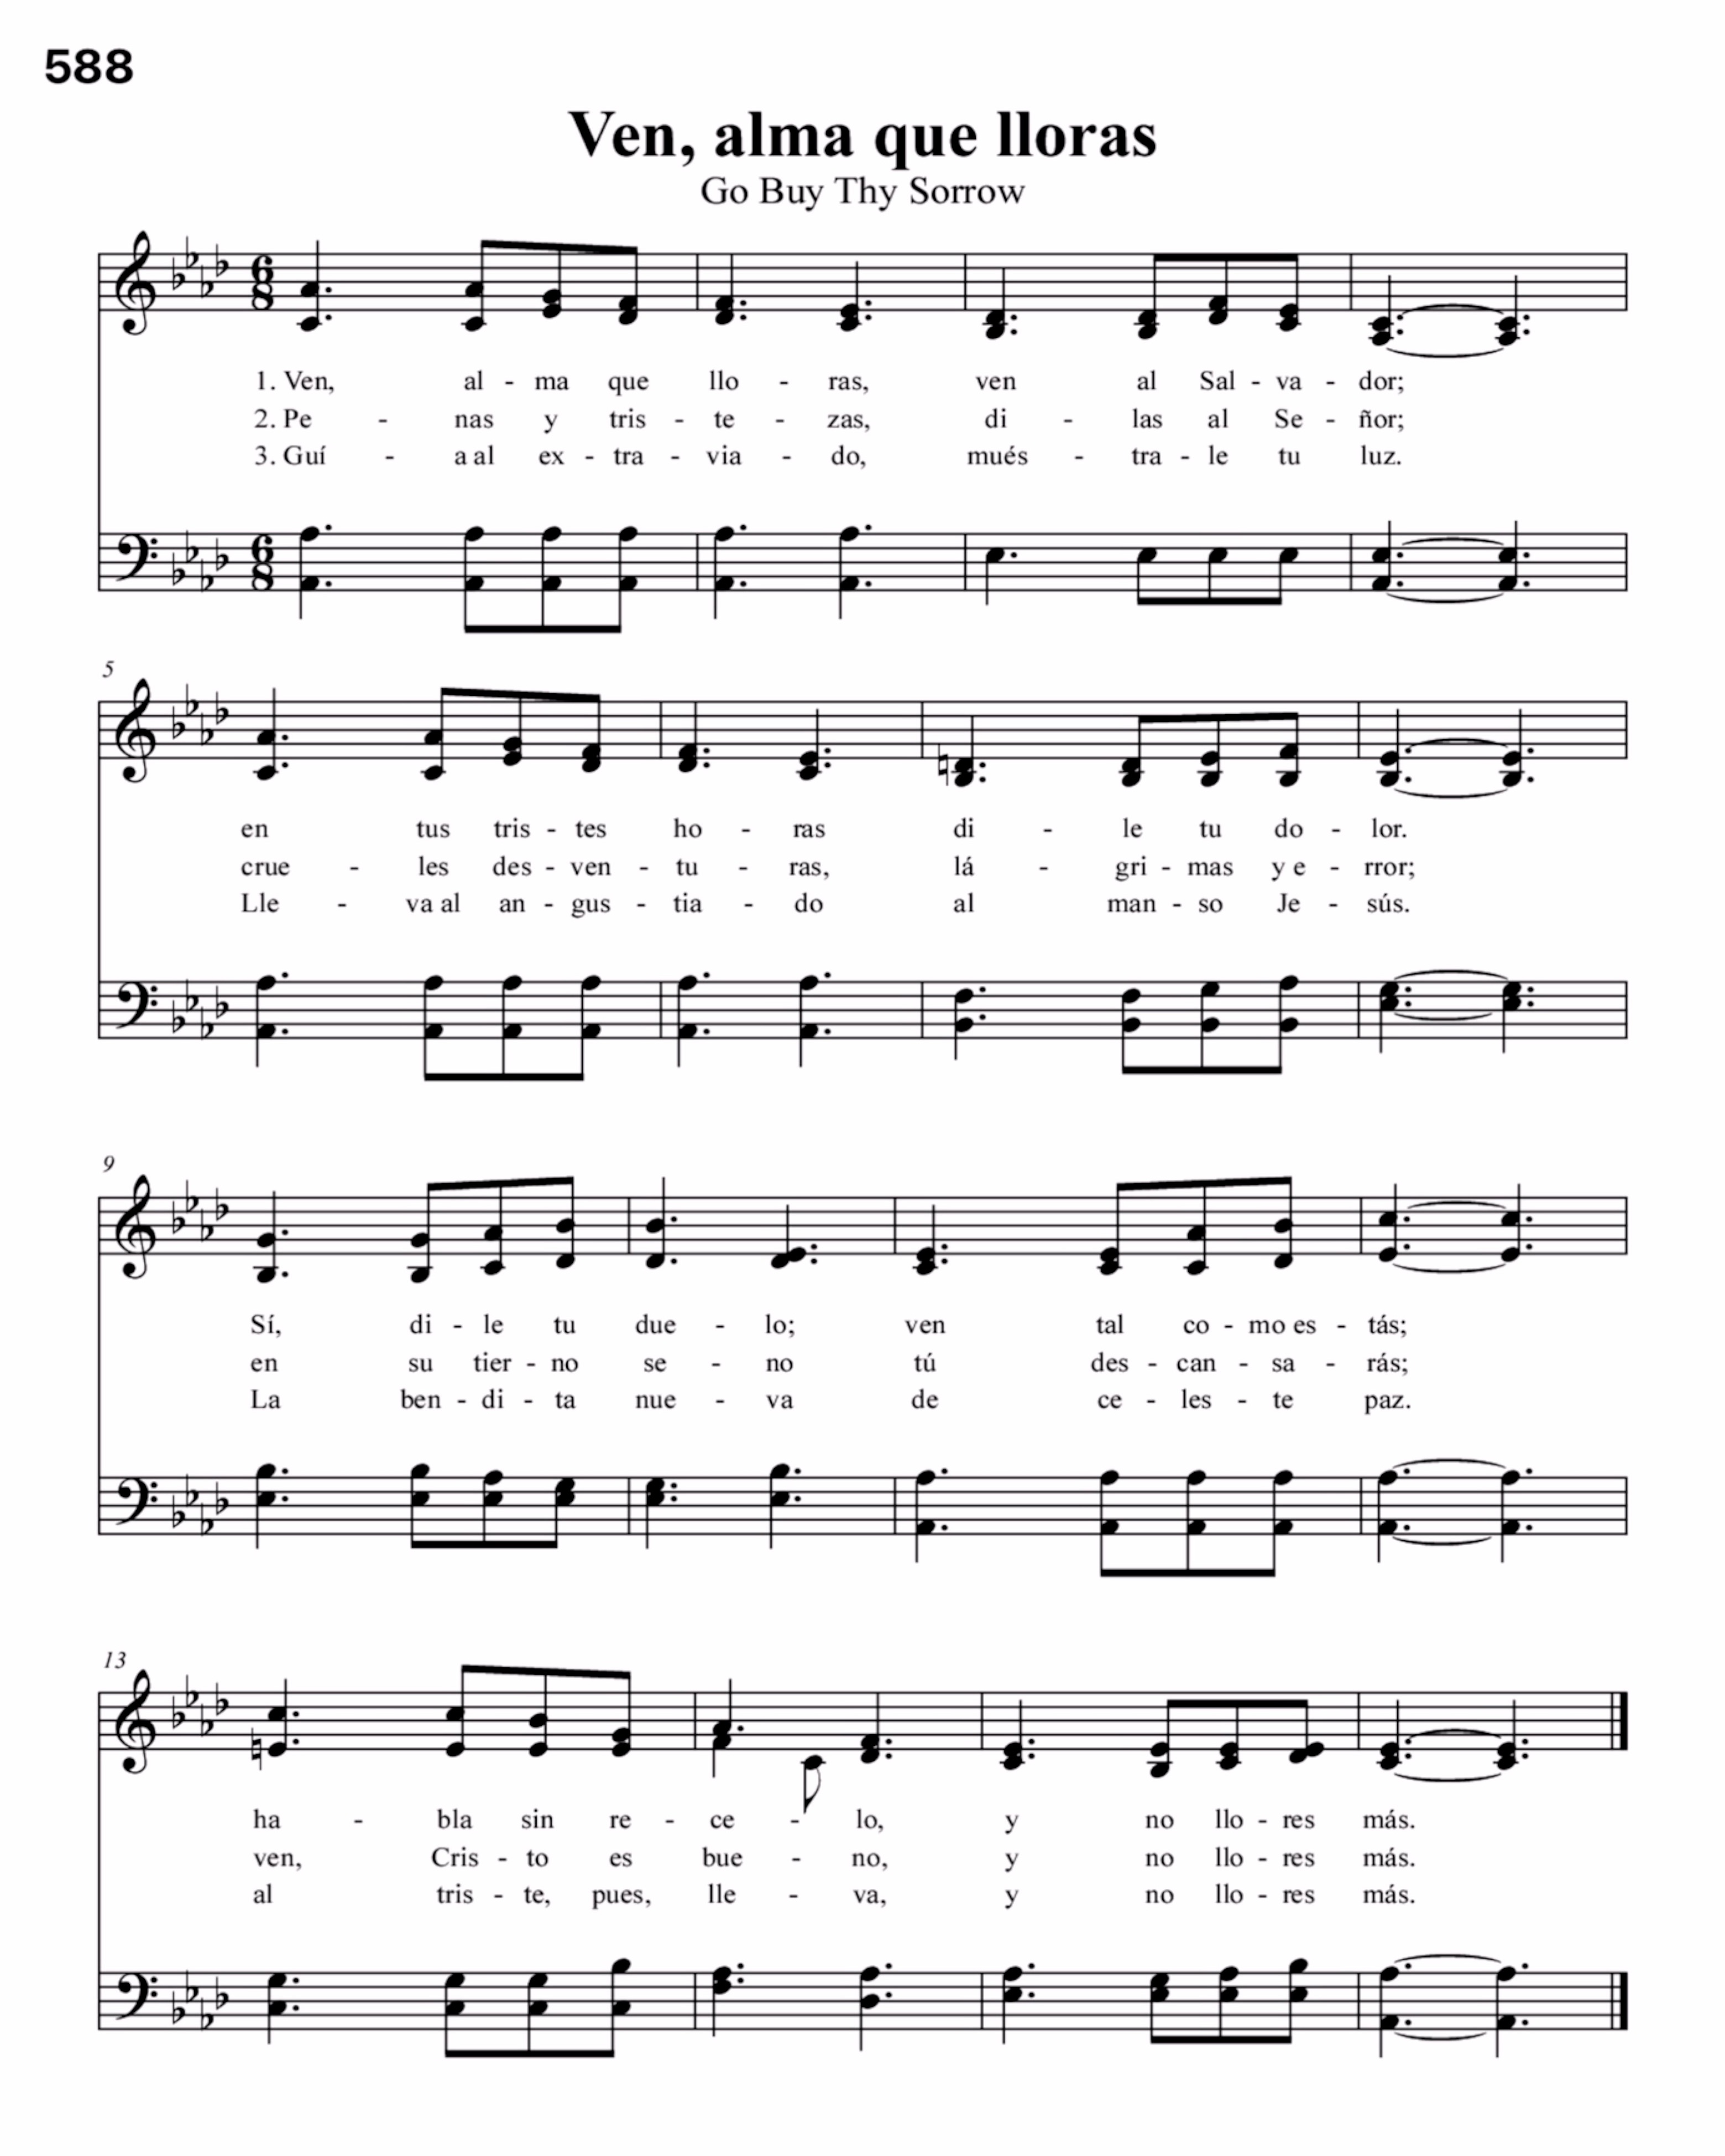 588
Ven, alma que lloras
Go Buy Thy Sorrow
6 8
1. Ven, al - ma que llo - ras, ven al Sal - va - dor;
2. Pe - nas y tris - te - zas, di - las al Se - ñor;
3. Guí - a al ex - tra - via - do, mués - tra - le tu luz.
6 8
5
en tus tris - tes ho - ras di - le tu do - lor.
crue - les des - ven - tu - ras, lá - gri - mas y e - rror;
Lle - va al an - gus - tia - do al man - so Je - sús.
9
Sí, di - le tu due - lo; ven tal co - mo es - tás;
en su tier - no se - no tú des - can - sa - rás;
La ben - di - ta nue - va de ce - les - te paz.
13
ha - bla sin re - ce - lo, y no llo - res más.
ven, Cris - to es bue - no, y no llo - res más.
al tris - te, pues, lle - va, y no llo - res más.